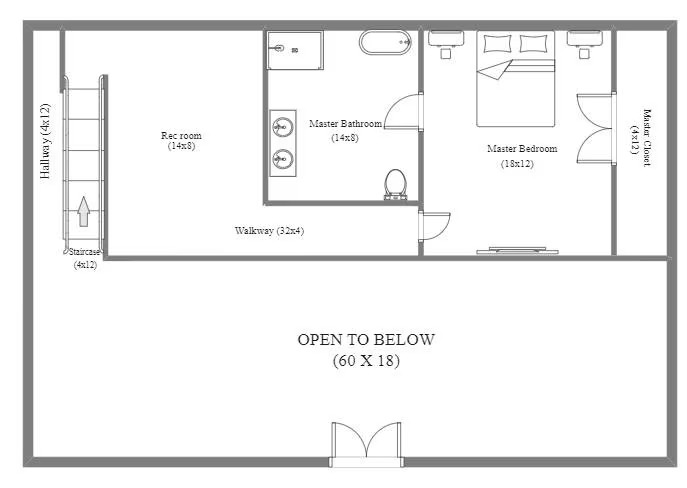 Hallway (4x12)
Rec room
(14x8)
Master Bathroom
(14x8)
Master Bedroom
(18x12)
Master Closet
(4x12)
Walkway (32x4)
Staircase
(4x12)
OPEN TO BELOW
(60 X 18)